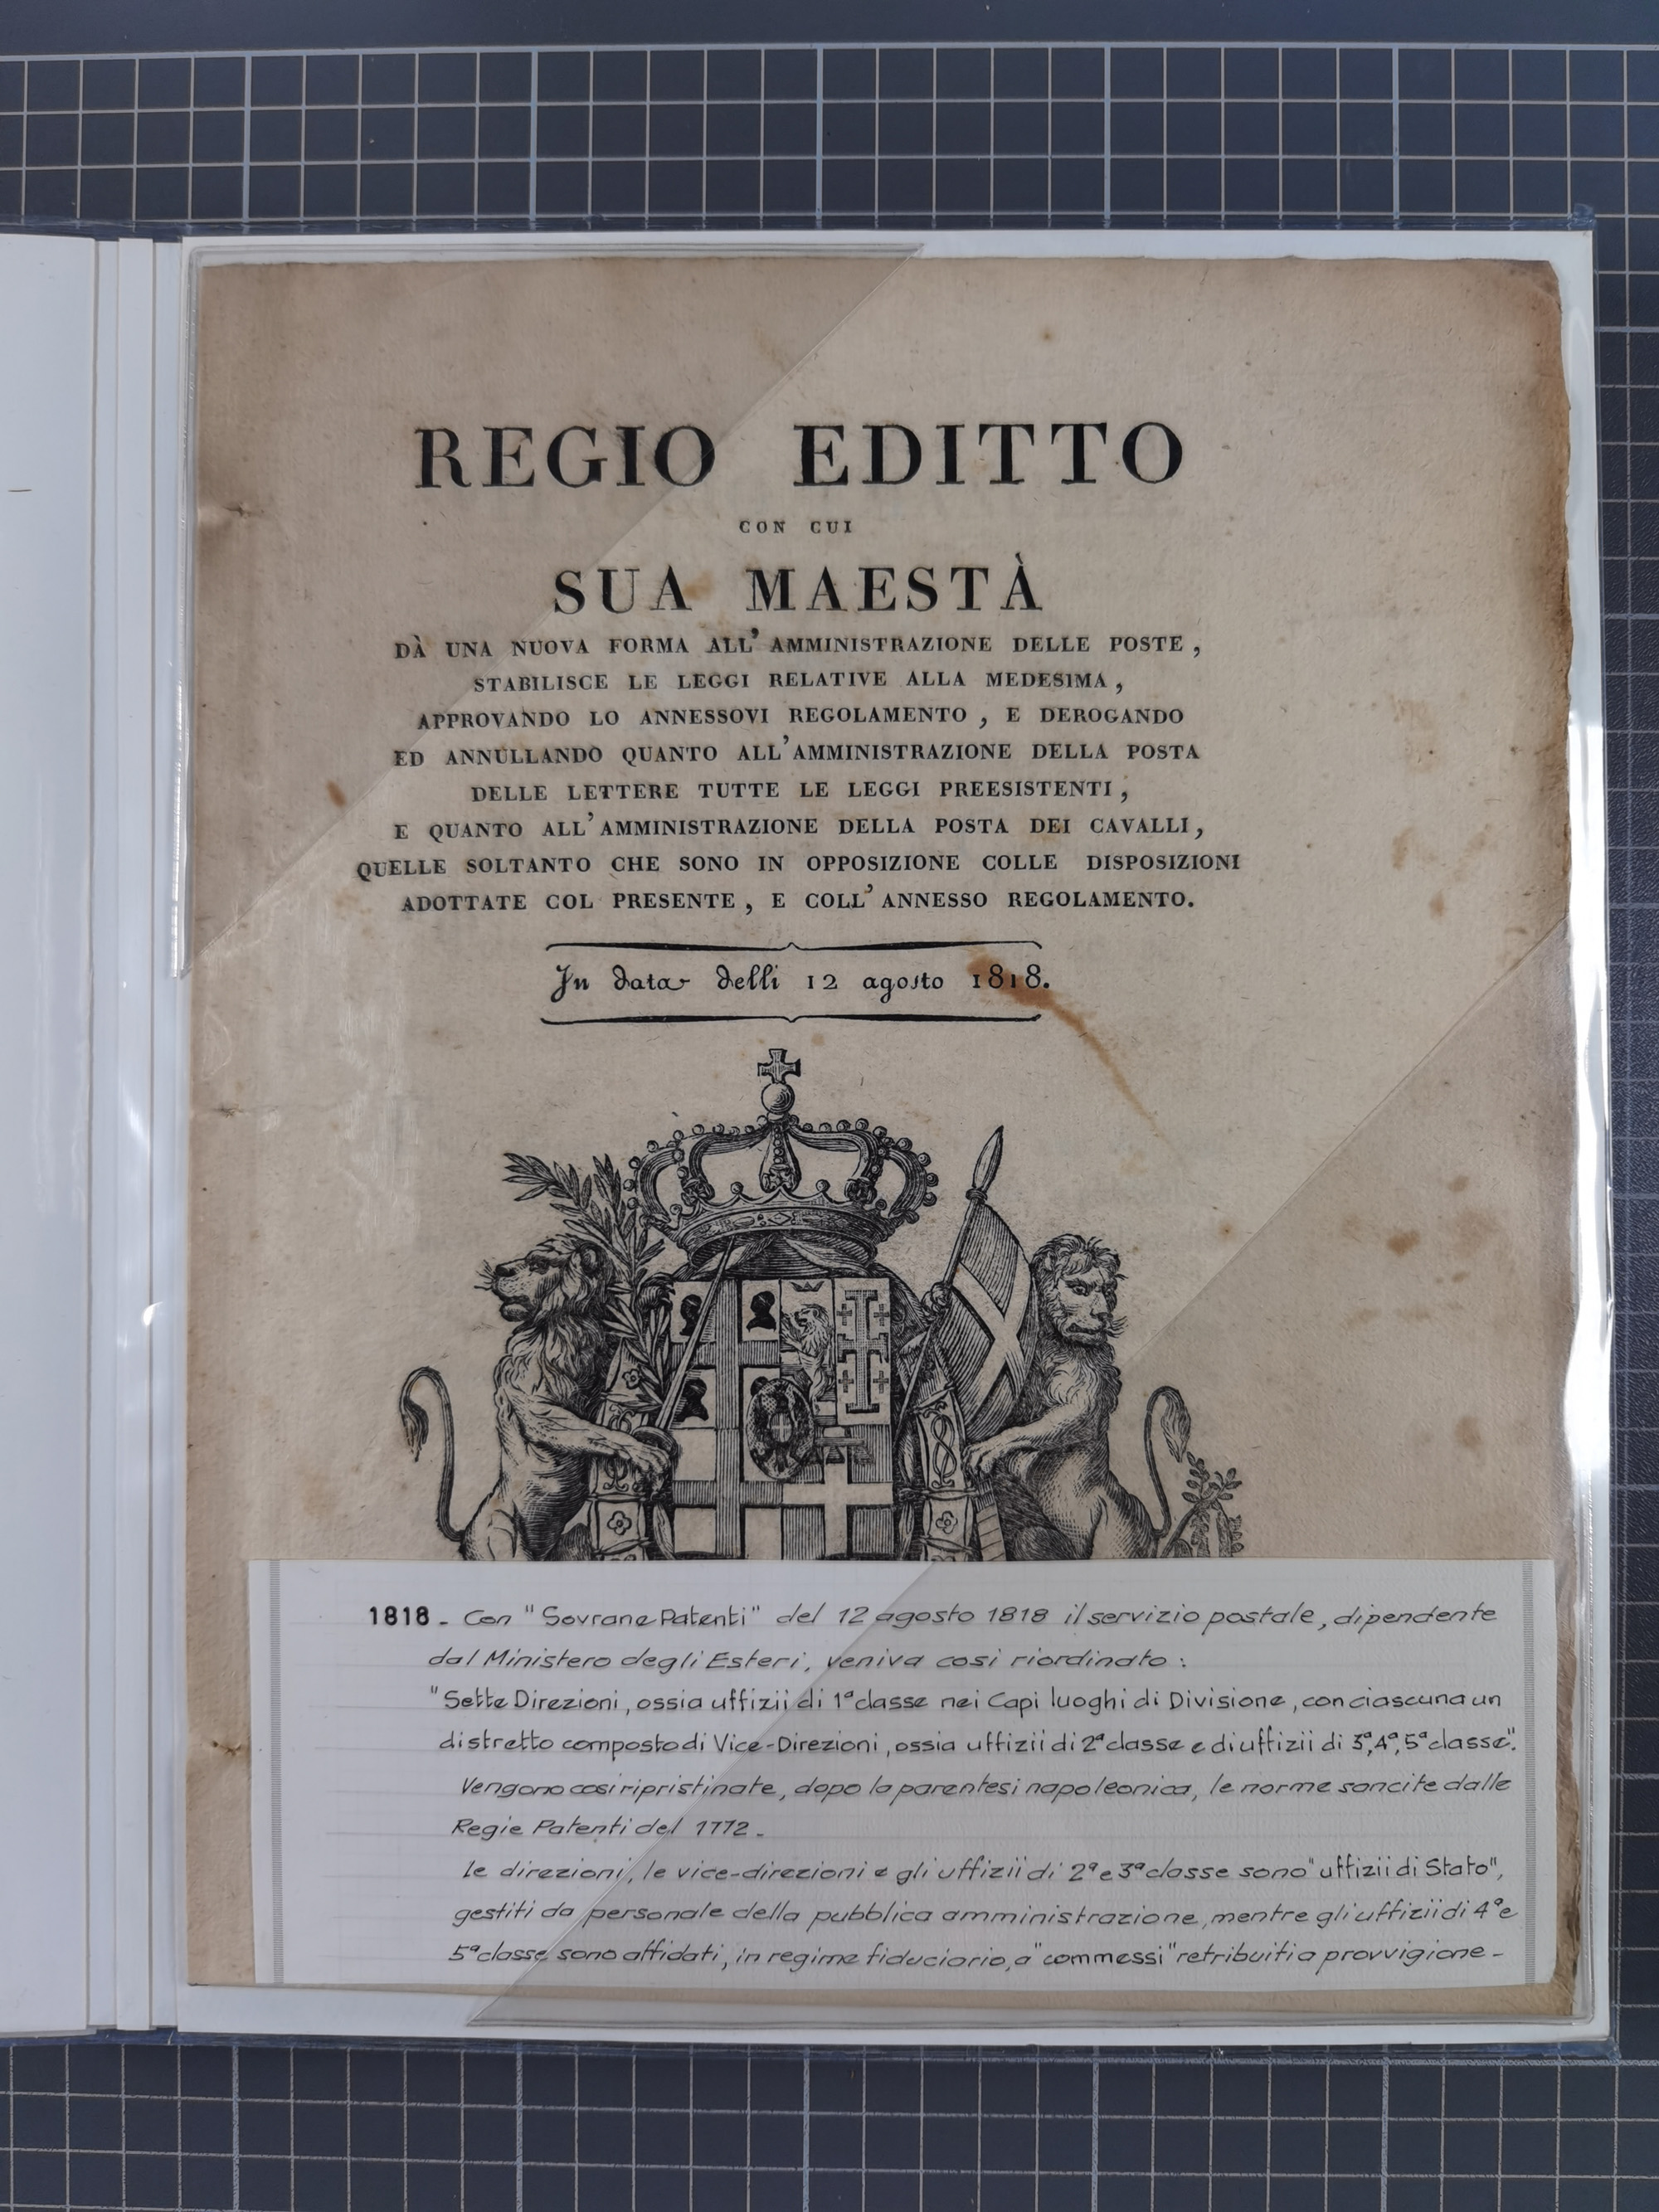 REGIO EDITTO
CON CUI
SUA MAESTÀ
DÀ UNA NUOVA FORMA ALL'AMMINISTRAZIONE DELLE POSTE,
STABILISCE LE LEGGI RELATIVE ALLA MEDESIMA,
APPROVANDO LO ANNESSOVI REGOLAMENTO, E DEROGANDO
ED ANNULLANDO QUANTO ALL'AMMINISTRAZIONE DELLA POSTA
DELLE LETTERE TUTTE LE LEGGI PREESISTENTI,
E QUANTO ALL'AMMINISTRAZIONE DELLA POSTA DEI CAVALLI,
QUELLE SOLTANTO CHE SONO IN OPPOSIZIONE COLLE DISPOSIZIONI
ADOTTATE COL PRESENTE, E COLL'ANNESSO REGOLAMENTO.
In data delli 12 agosto 1818.
1818 - Con "Sovrane Patenti" del 12 agosto 1818 il servizio postale, dipendente
dal Ministero degli Esteri, veniva cosi riordinato :
"Sette Direzioni, ossia uffizii di 1ª classe nei Capi luoghi di Divisione, con ciascuna un
distretto composto di Vice-Direzioni, ossia uffizii di 2ª classe e di uffizii di 3ª, 4ª, 5ª classe".
Vengono cosi ripristinate, dopo la parentesi napoleonica, le norme sancite dalle
Regie Patenti del 1772 -
Le direzioni, le vice-direzioni e gli uffizii di 2ª e 3ª classe sono "uffizii di Stato",
gestiti da personale della pubblica amministrazione, mentre gli uffizii di 4ª e
5ª classe sono affidati, in regime fiduciario, a "commessi" retribuiti a provvigione -